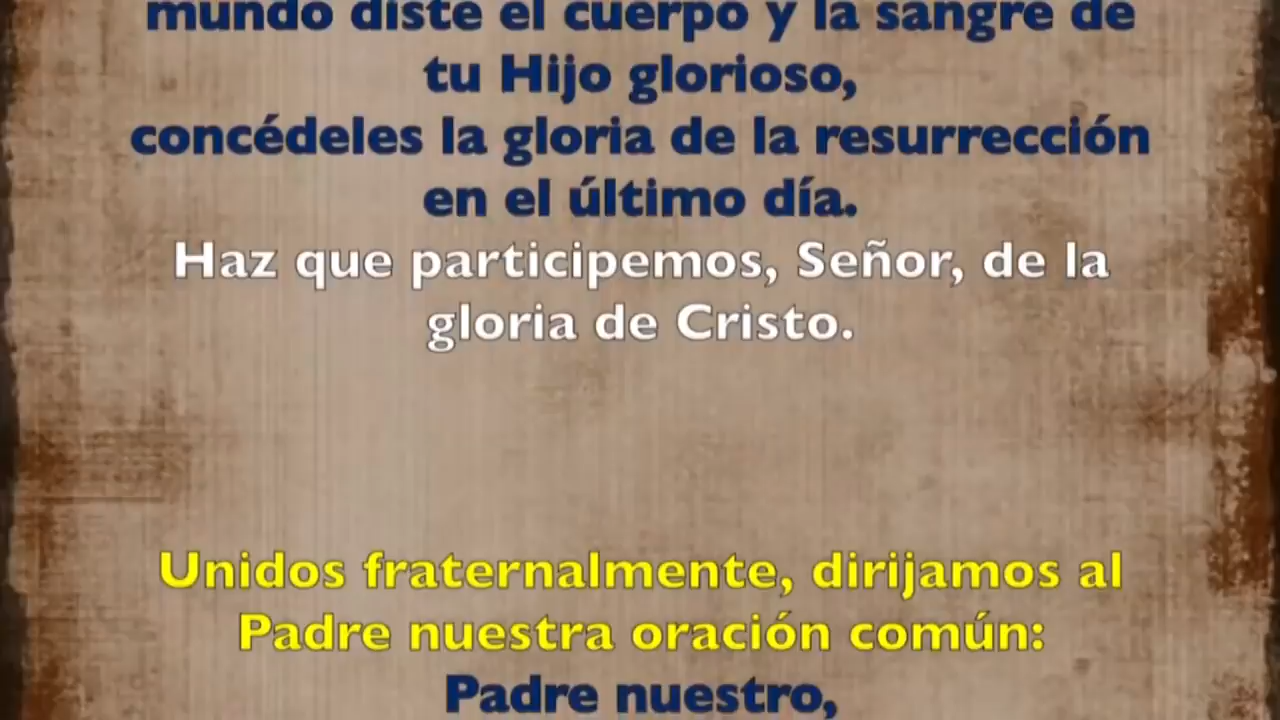 mundo diste el cuerpo y la sangre de
tu Hijo glorioso,
concédeles la gloria de la resurrección
en el último día.
Haz que participemos, Señor, de la
gloria de Cristo.
Unidos fraternalmente, dirijamos al
Padre nuestra oración común:
Padre nuestro,